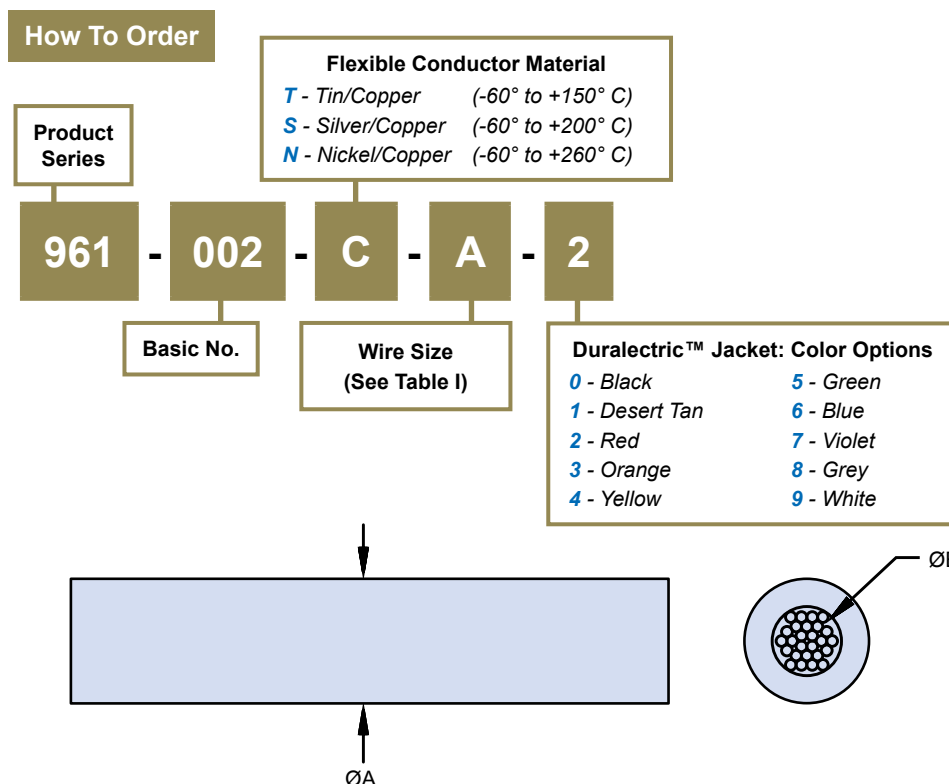 How To Order
Flexible Conductor Material
T - Tin/Copper (-60° to +150° C)
S - Silver/Copper (-60° to +200° C)
N - Nickel/Copper (-60° to +260° C)
Product
Series
961 - 002 - C - A - 2
Basic No.
Wire Size
(See Table I)
Duralectric™ Jacket: Color Options
0 - Black
1 - Desert Tan
2 - Red
3 - Orange
4 - Yellow
5 - Green
6 - Blue
7 - Violet
8 - Grey
9 - White
ØA